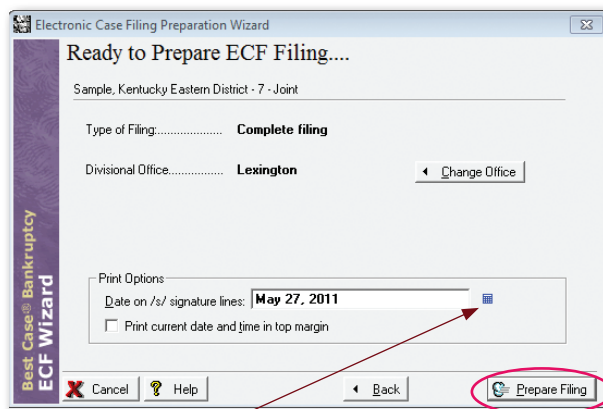 Electronic Case Filing Preparation Wizard
Ready to Prepare ECF Filing....
Sample, Kentucky Eastern District - 7 - Joint
Type of Filing:.................... Complete filing
Divisional Office................. Lexington
Change Office
Print Options
Date on /s/ signature lines: May 27, 2011
Print current date and time in top margin
Best Case® Bankruptcy
ECF Wizard
Cancel Help Back Prepare Filing